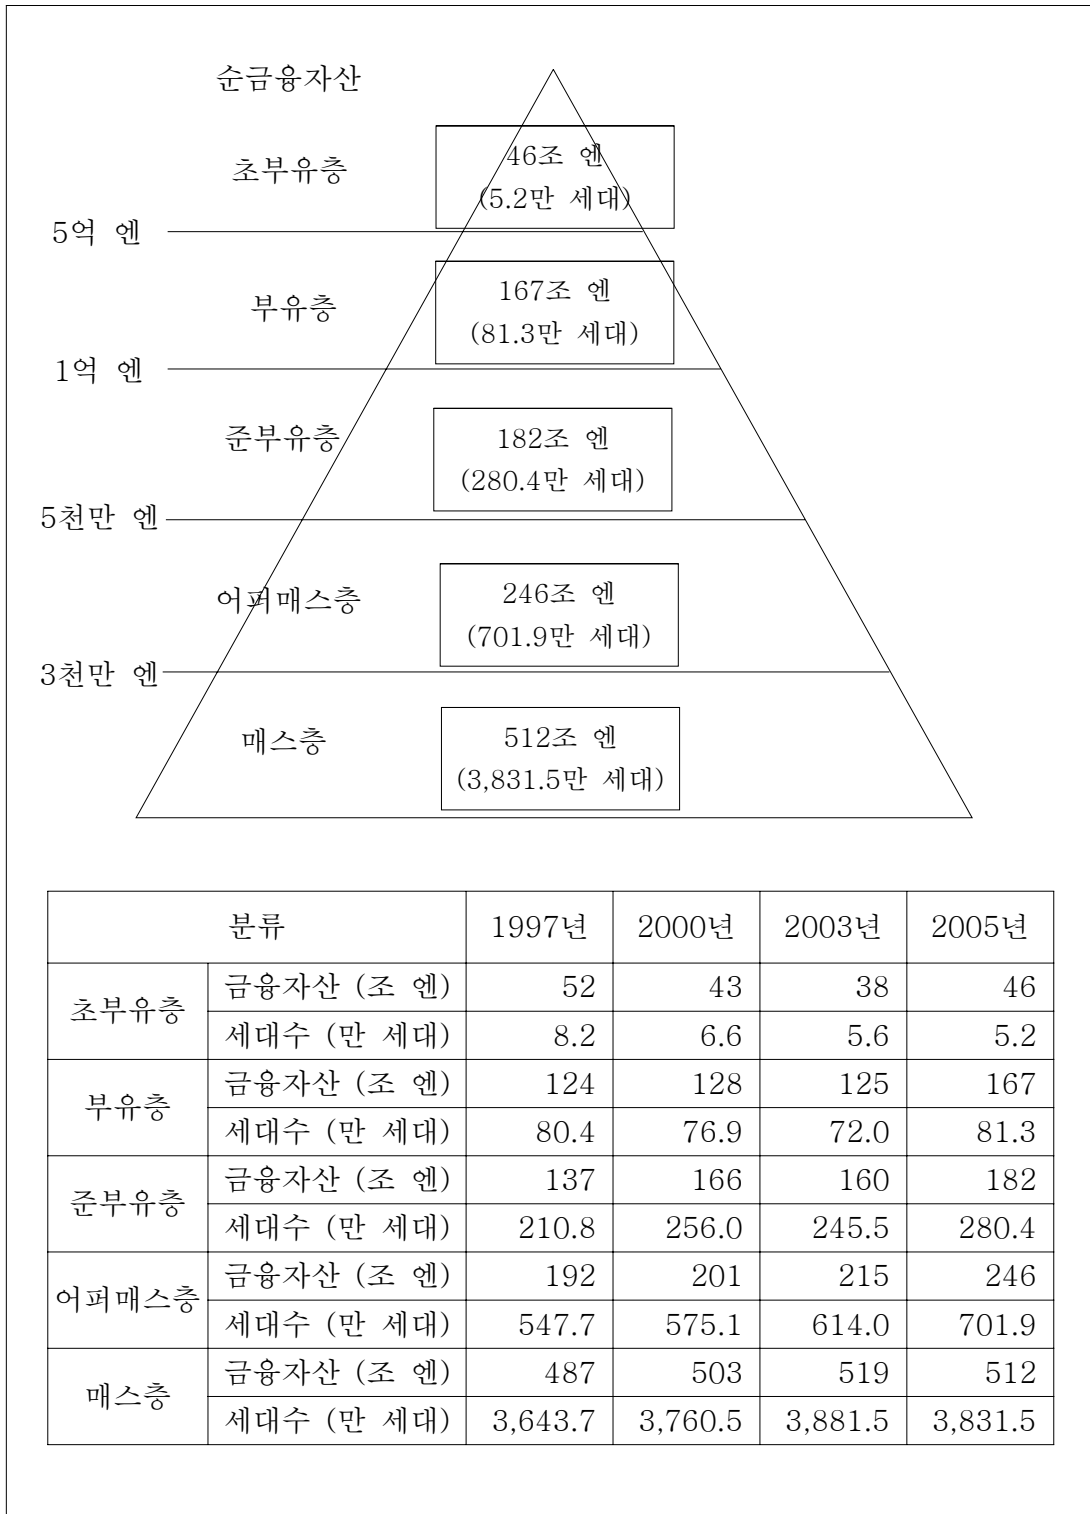 순금융자산
초부유층
46조 엔
(5.2만 세대)
5억 엔
부유층
167조 엔
(81.3만 세대)
1억 엔
준부유층
182조 엔
(280.4만 세대)
5천만 엔
어퍼매스층
246조 엔
(701.9만 세대)
3천만 엔
매스층
512조 엔
(3,831.5만 세대)
분류 1997년 2000년 2003년 2005년
초부유층 금융자산 (조 엔) 52 43 38 46
세대수 (만 세대) 8.2 6.6 5.6 5.2
부유층 금융자산 (조 엔) 124 128 125 167
세대수 (만 세대) 80.4 76.9 72.0 81.3
준부유층 금융자산 (조 엔) 137 166 160 182
세대수 (만 세대) 210.8 256.0 245.5 280.4
어퍼매스층 금융자산 (조 엔) 192 201 215 246
세대수 (만 세대) 547.7 575.1 614.0 701.9
매스층 금융자산 (조 엔) 487 503 519 512
세대수 (만 세대) 3,643.7 3,760.5 3,881.5 3,831.5